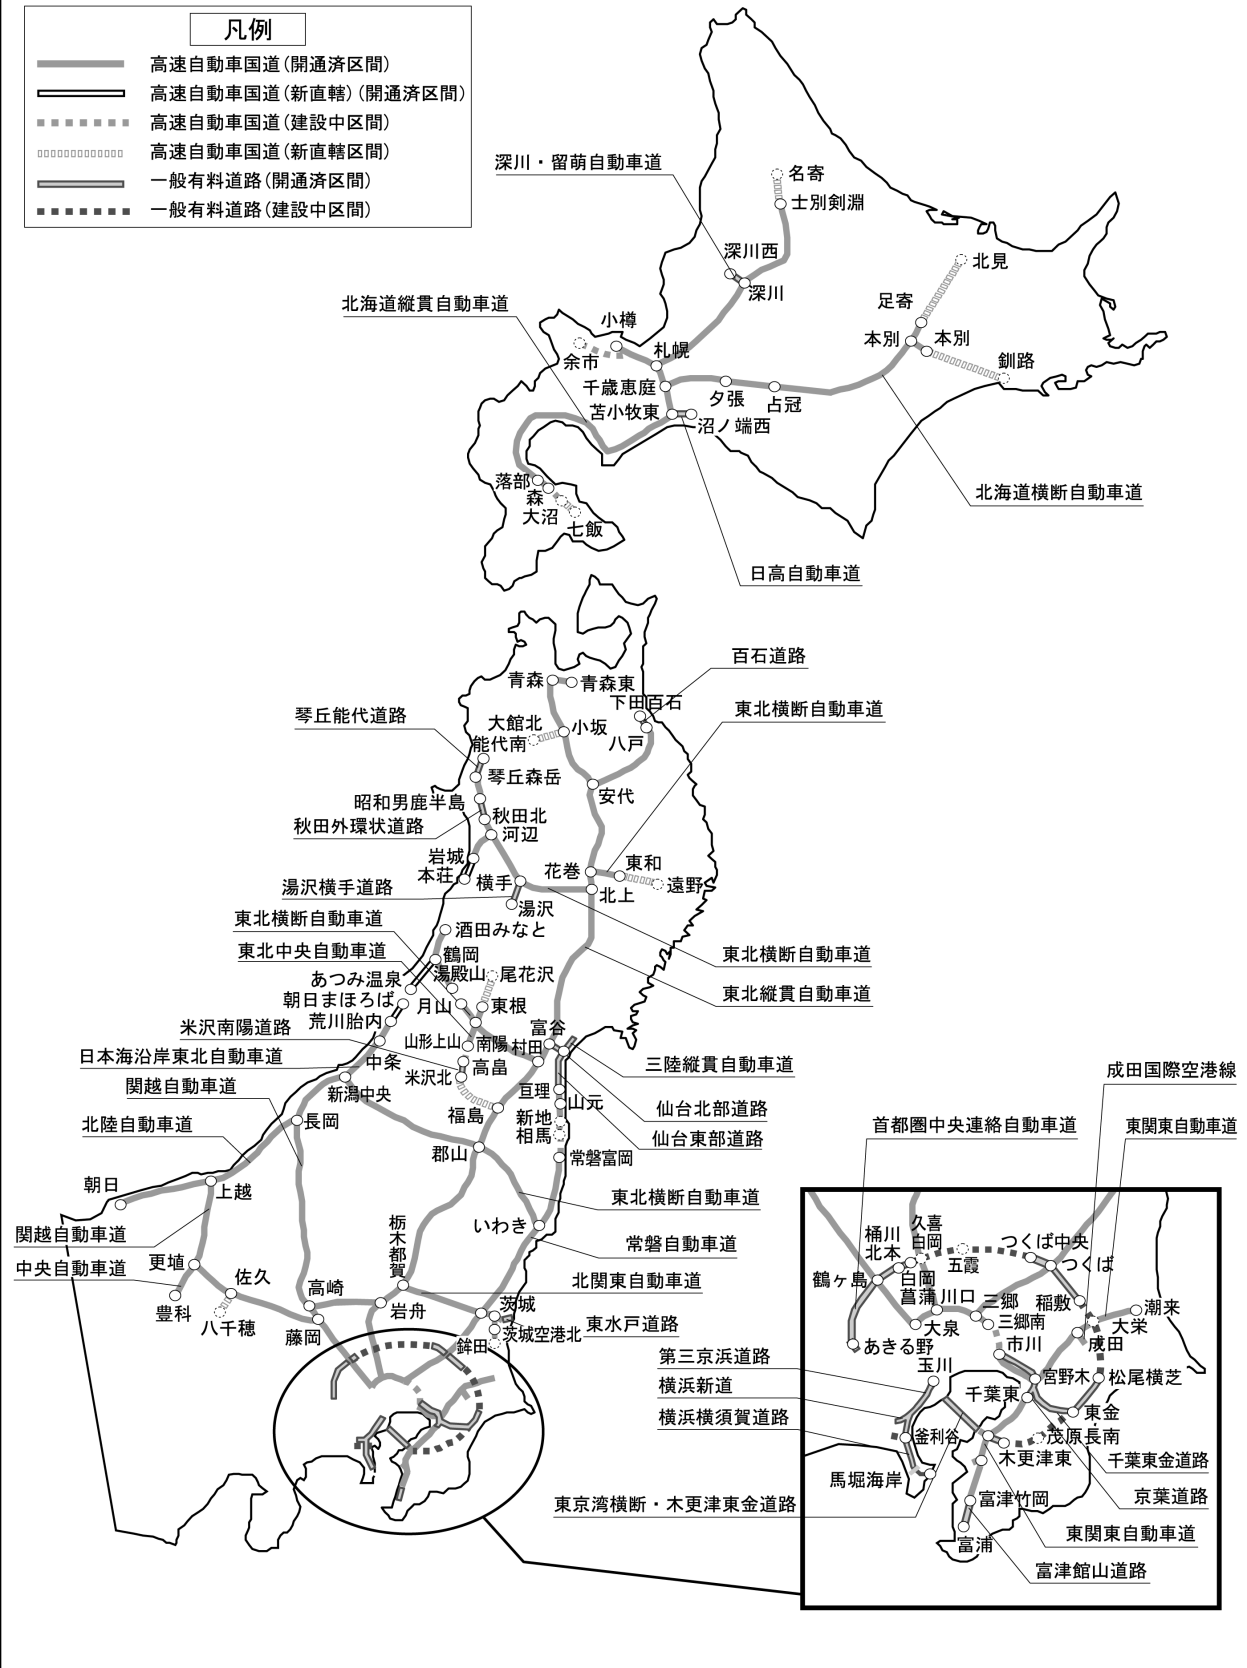 凡例
高速自動車国道(開通済区間)
高速自動車国道(新直轄)(開通済区間)
高速自動車国道(建設中区間)
高速自動車国道(新直轄区間)
一般有料道路(開通済区間)
一般有料道路(建設中区間)
深川・留萌自動車道
名寄
士別剣淵
深川西
深川
北見
足寄
本別
本別
釧路
北海道縦貫自動車道
小樽
余市
札幌
千歳恵庭
夕張
占冠
苫小牧東
沼ノ端西
落部
森
大沼
七飯
北海道横断自動車道
日高自動車道
百石道路
青森
青森東
下田百石
東北横断自動車道
琴丘能代道路
大館北
小坂
能代南
八戸
琴丘森岳
安代
昭和男鹿半島
秋田北
秋田外環状道路
河辺
岩城
本荘
花巻
東和
遠野
横手
北上
湯沢横手道路
湯沢
東北横断自動車道
酒田みなと
東北中央自動車道
鶴岡
東北横断自動車道
あつみ温泉
湯殿山
尾花沢
朝日まほろば
月山
東根
東北縦貫自動車道
荒川胎内
米沢南陽道路
山形上山
南陽
村田
富谷
日本海沿岸東北自動車道
中条
米沢北
高畠
三陸縦貫自動車道
関越自動車道
新潟中央
亘理
山元
北陸自動車道
長岡
福島
新地
相馬
仙台北部道路
仙台東部道路
郡山
常磐富岡
朝日
上越
東北横断自動車道
関越自動車道
栃木都賀
いわき
常磐自動車道
更埴
中央自動車道
佐久
高崎
北関東自動車道
豊科
八千穂
藤岡
岩舟
茨城
東水戸道路
茨城空港北
鉾田
成田国際空港線
首都圏中央連絡自動車道
東関東自動車道
桶川北本
久喜白岡
つくば中央
五霞
つくば
鶴ヶ島
白岡菖蒲
川口
三郷
稲敷
潮来
大泉
三郷南
大栄
あきる野
市川
成田
第三京浜道路
玉川
宮野木
松尾横芝
横浜新道
千葉東
東金
横浜横須賀道路
釜利谷
茂原長南
木更津東
千葉東金道路
馬堀海岸
東京湾横断・木更津東金道路
富津竹岡
京葉道路
富浦
東関東自動車道
富津館山道路